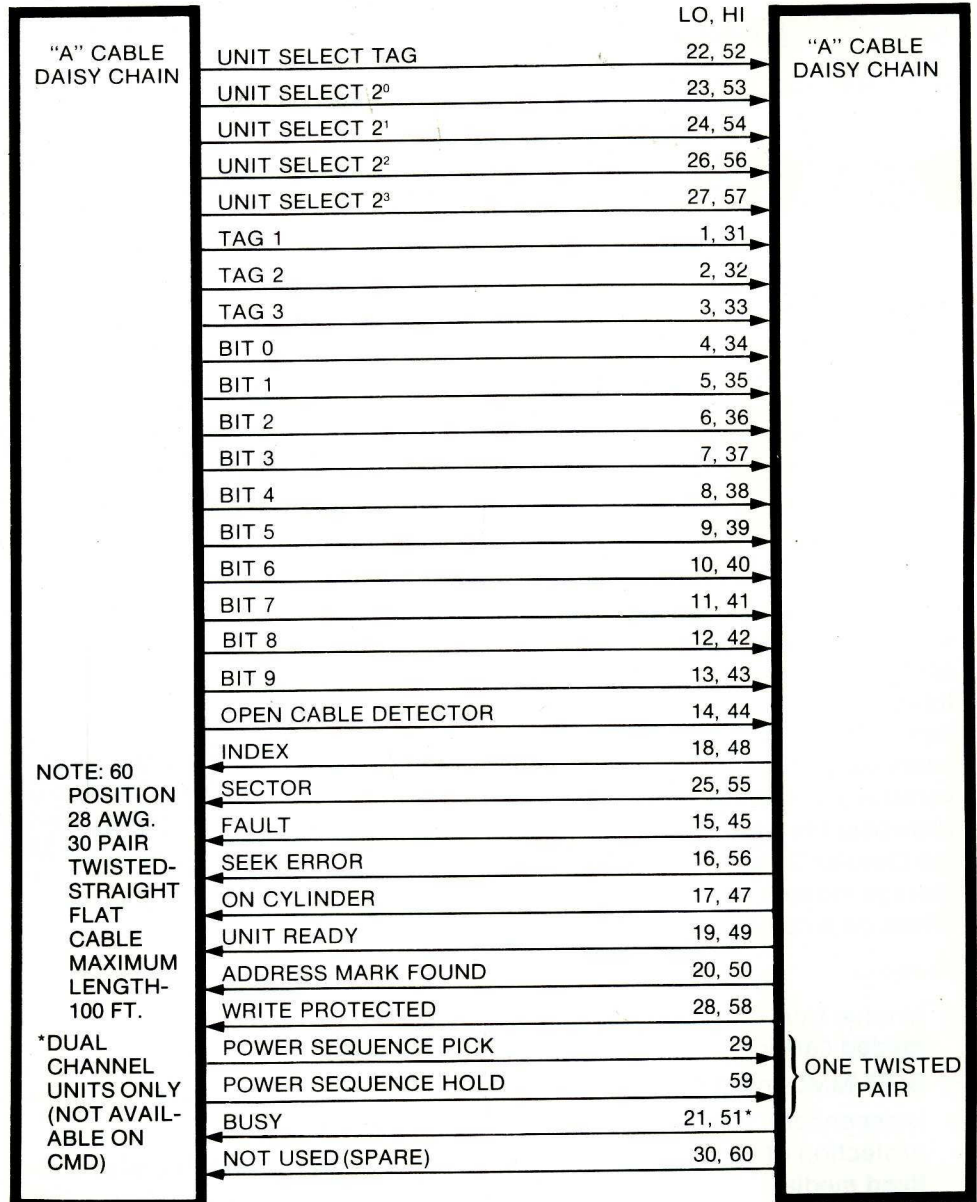 LO, HI
"A" CABLE
DAISY CHAIN
"A" CABLE
DAISY CHAIN
UNIT SELECT TAG 22, 52
UNIT SELECT 2⁰ 23, 53
UNIT SELECT 2¹ 24, 54
UNIT SELECT 2² 26, 56
UNIT SELECT 2³ 27, 57
TAG 1 1, 31
TAG 2 2, 32
TAG 3 3, 33
BIT 0 4, 34
BIT 1 5, 35
BIT 2 6, 36
BIT 3 7, 37
BIT 4 8, 38
BIT 5 9, 39
BIT 6 10, 40
BIT 7 11, 41
BIT 8 12, 42
BIT 9 13, 43
OPEN CABLE DETECTOR 14, 44
INDEX 18, 48
SECTOR 25, 55
FAULT 15, 45
SEEK ERROR 16, 56
ON CYLINDER 17, 47
UNIT READY 19, 49
ADDRESS MARK FOUND 20, 50
WRITE PROTECTED 28, 58
POWER SEQUENCE PICK 29
POWER SEQUENCE HOLD 59
BUSY 21, 51*
NOT USED (SPARE) 30, 60
NOTE: 60
POSITION
28 AWG.
30 PAIR
TWISTED-
STRAIGHT
FLAT
CABLE
MAXIMUM
LENGTH-
100 FT.
*DUAL
CHANNEL
UNITS ONLY
(NOT AVAIL-
ABLE ON
CMD)
ONE TWISTED
PAIR